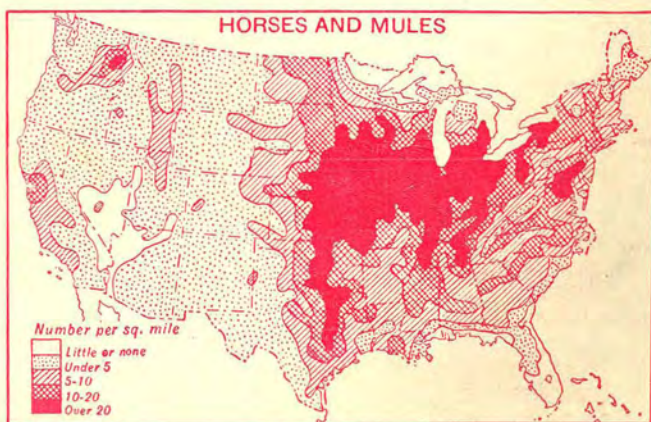 HORSES AND MULES
Number per sq. mile
Little or none
Under 5
5-10
10-20
Over 20